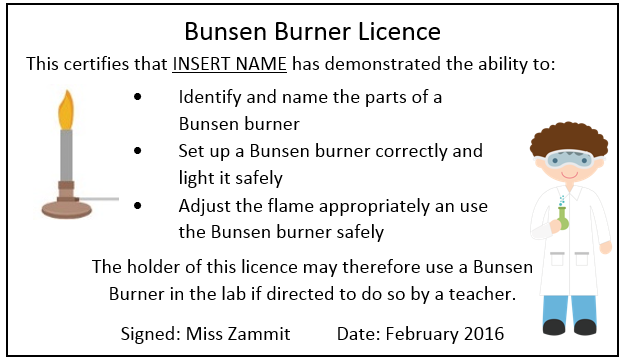 Bunsen Burner Licence
This certifies that INSERT NAME has demonstrated the ability to:
• Identify and name the parts of a
Bunsen burner
• Set up a Bunsen burner correctly and
light it safely
• Adjust the flame appropriately an use
the Bunsen burner safely
The holder of this licence may therefore use a Bunsen
Burner in the lab if directed to do so by a teacher.
Signed: Miss Zammit Date: February 2016